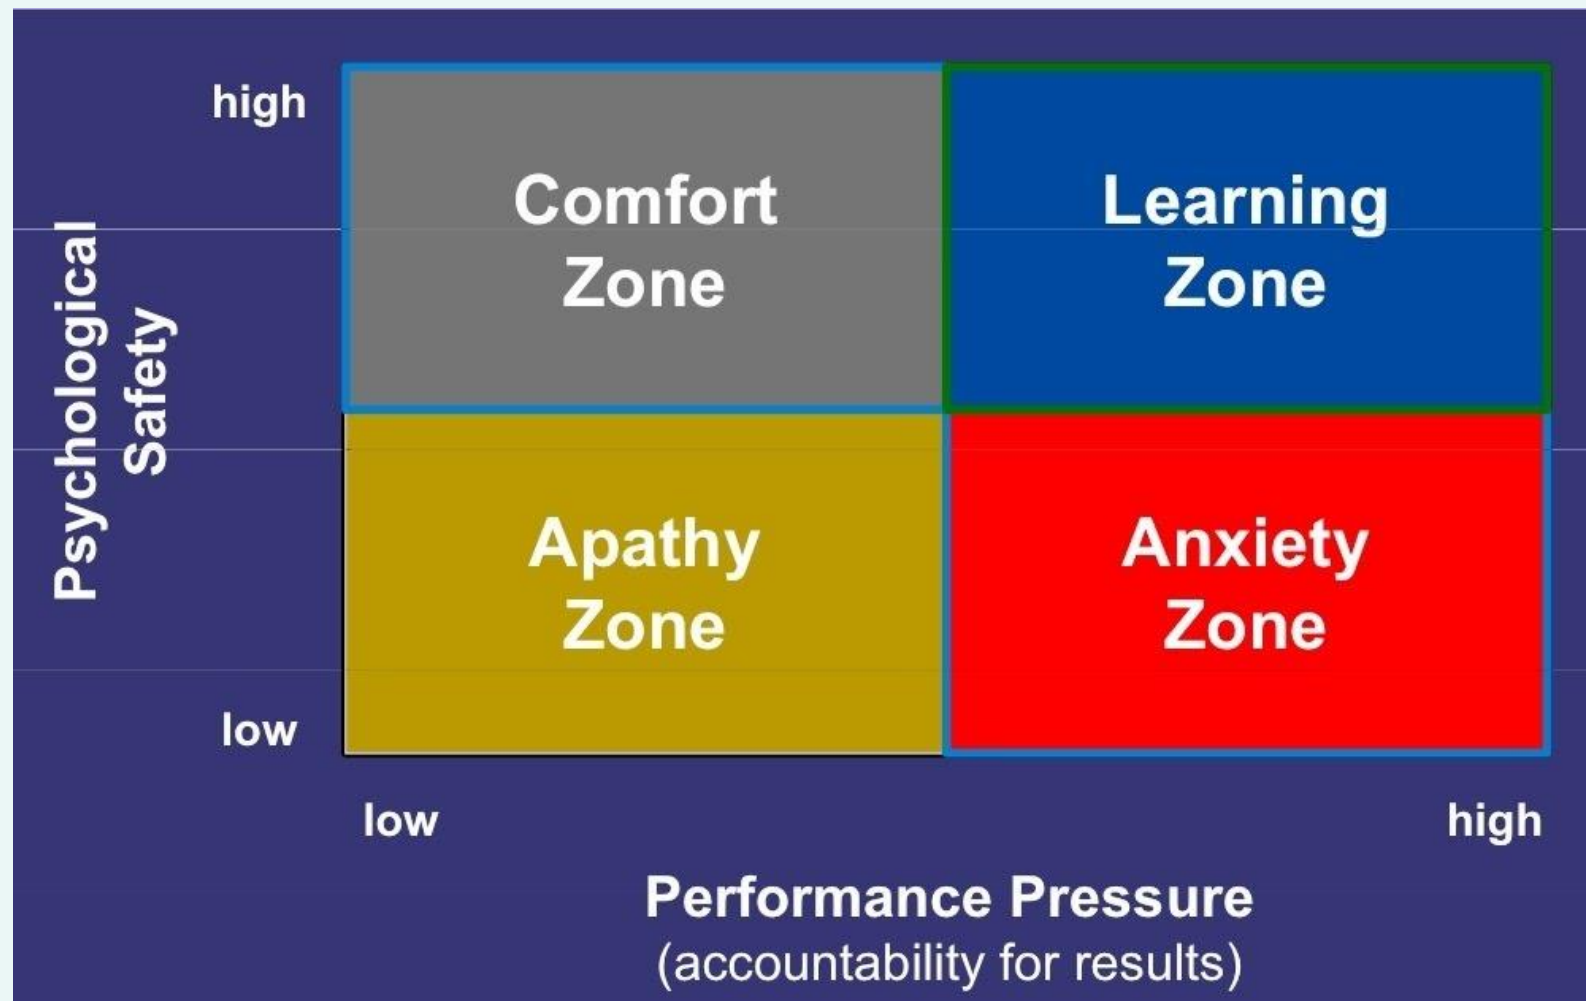 high
Comfort
Zone
Learning
Zone
Psychological
Safety
Apathy
Zone
Anxiety
Zone
low
low
high
Performance Pressure
(accountability for results)